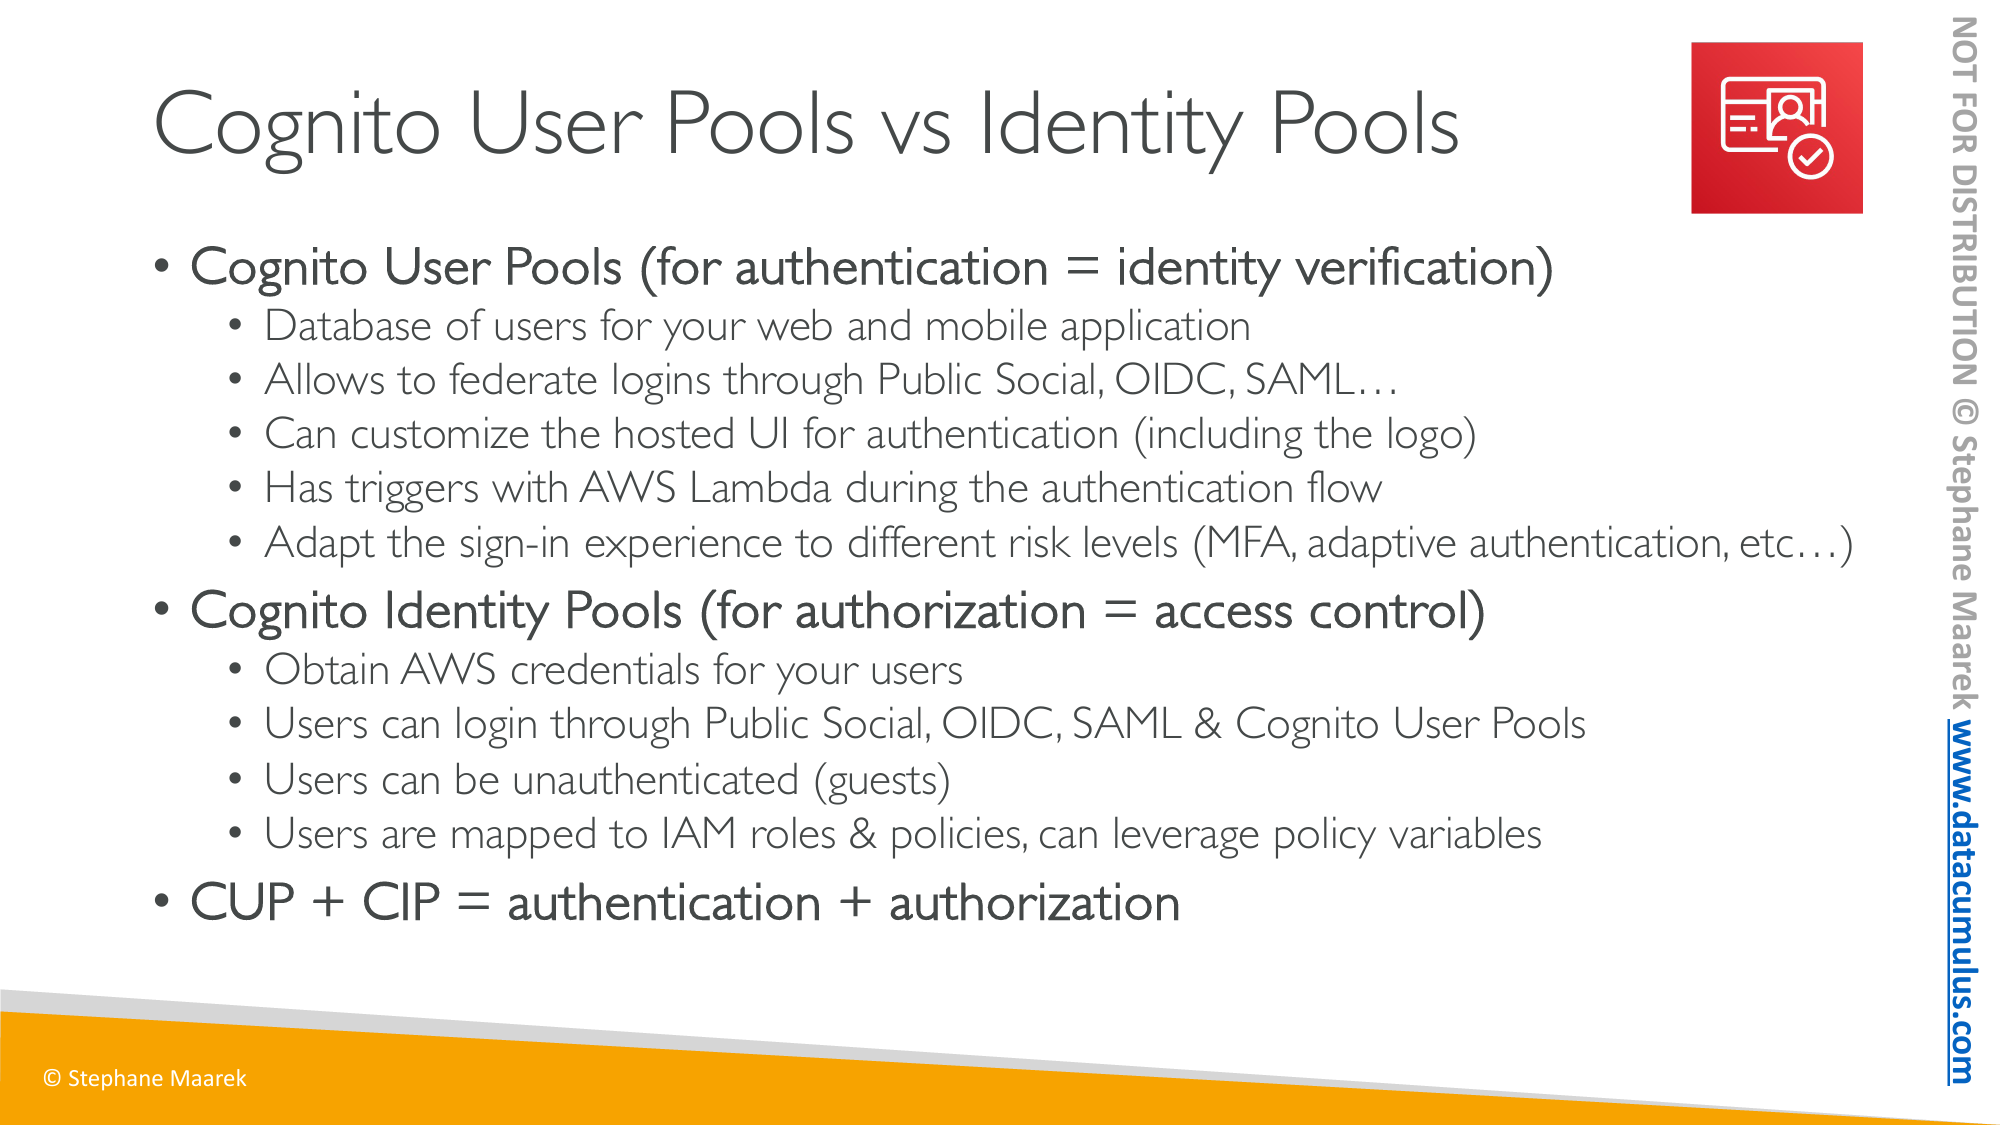 Cognito User Pools vs Identity Pools
• Cognito User Pools (for authentication = identity verification)
• Database of users for your web and mobile application
• Allows to federate logins through Public Social, OIDC, SAML…
• Can customize the hosted UI for authentication (including the logo)
• Has triggers with AWS Lambda during the authentication flow
• Adapt the sign-in experience to different risk levels (MFA, adaptive authentication, etc…)
• Cognito Identity Pools (for authorization = access control)
• Obtain AWS credentials for your users
• Users can login through Public Social, OIDC, SAML & Cognito User Pools
• Users can be unauthenticated (guests)
• Users are mapped to IAM roles & policies, can leverage policy variables
• CUP + CIP = authentication + authorization
© Stephane Maarek
NOT FOR DISTRIBUTION © Stephane Maarek www.datacumulus.com